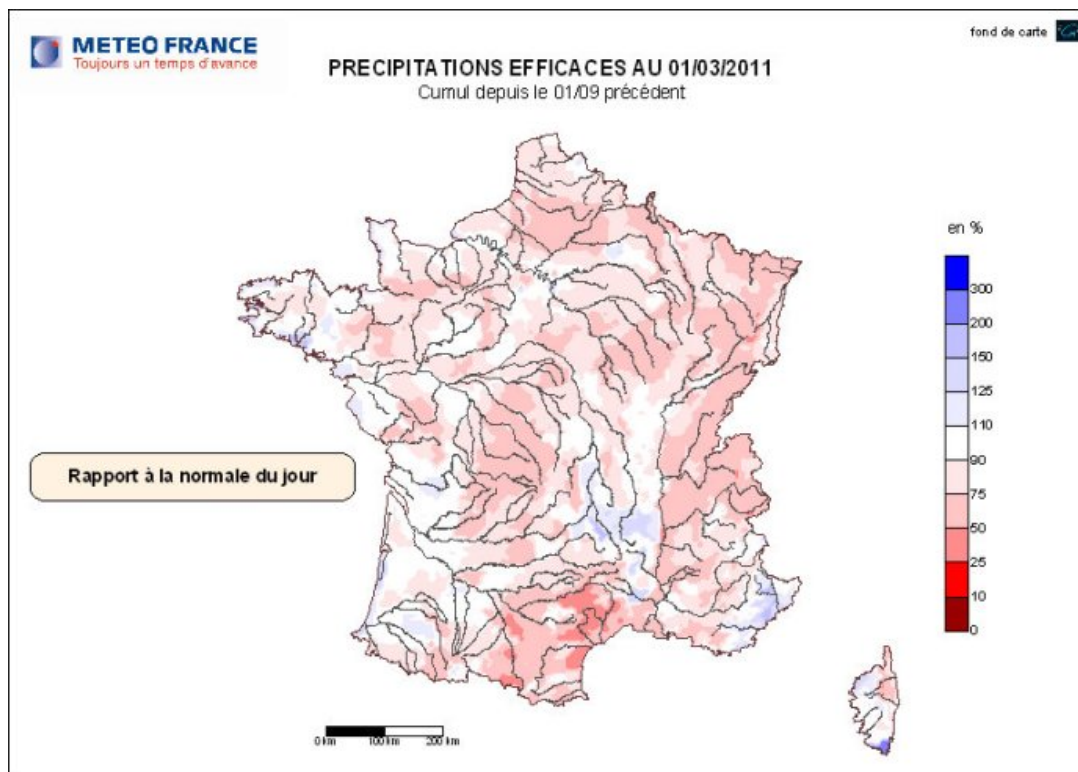 METEO FRANCE
Toujours un temps d'avance
fond de carte
PRECIPITATIONS EFFICACES AU 01/03/2011
Cumul depuis le 01/09 précédent
en %
300
200
150
125
110
90
75
50
25
10
0
Rapport à la normale du jour
0 km 100 km 200 km